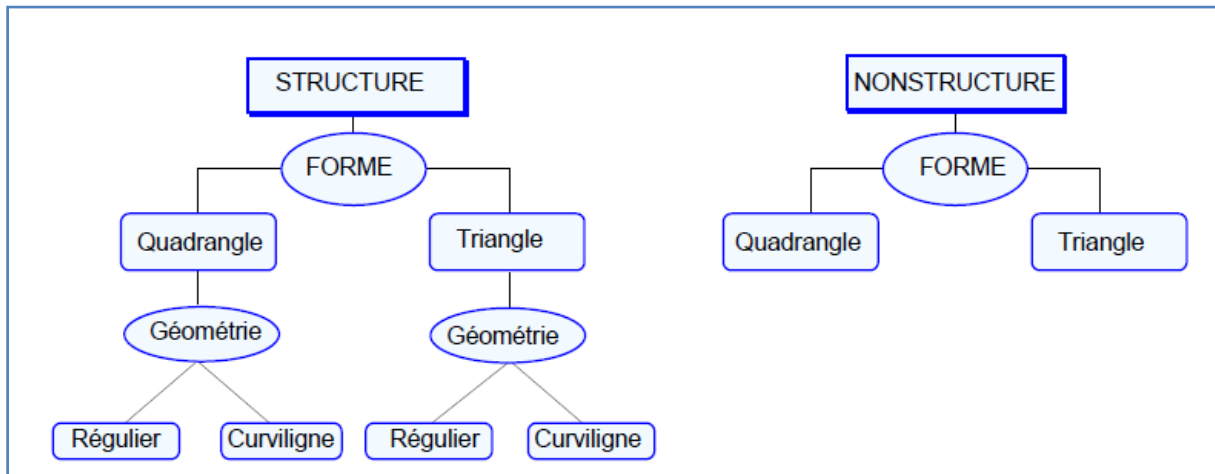 STRUCTURE
NONSTRUCTURE
FORME
FORME
Quadrangle
Triangle
Quadrangle
Triangle
Géométrie
Géométrie
Régulier
Curviligne
Régulier
Curviligne